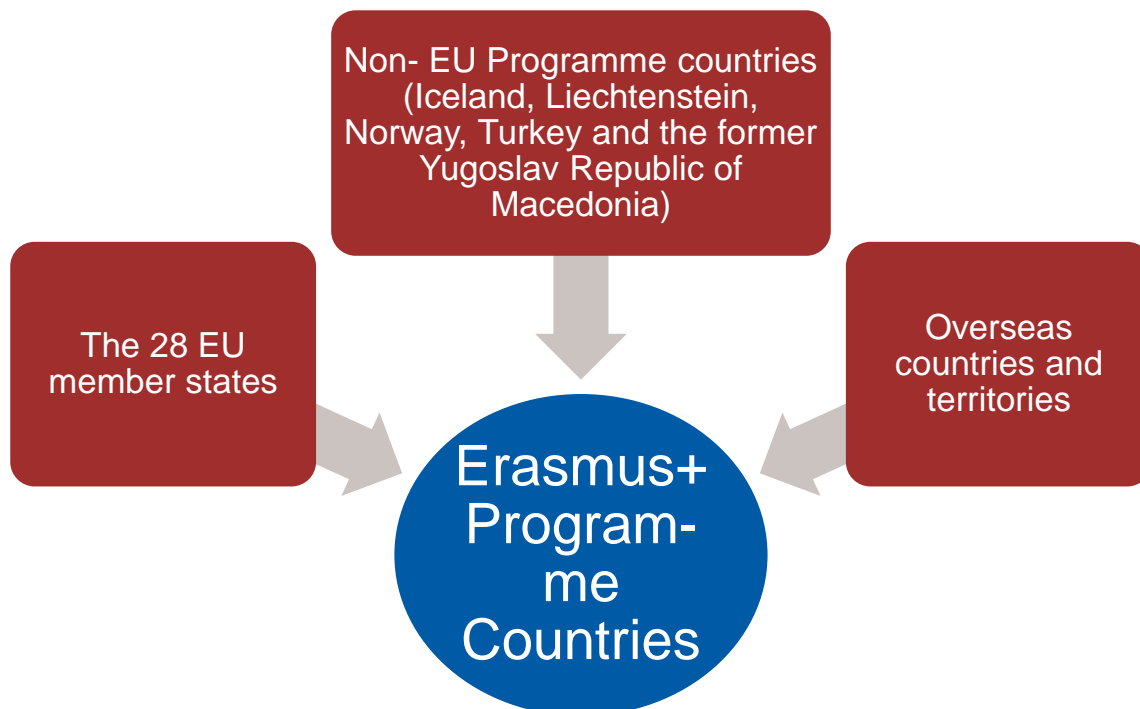 Non- EU Programme countries
(Iceland, Liechtenstein,
Norway, Turkey and the former
Yugoslav Republic of
Macedonia)
The 28 EU
member states
Overseas
countries and
territories
Erasmus+
Program-
me
Countries